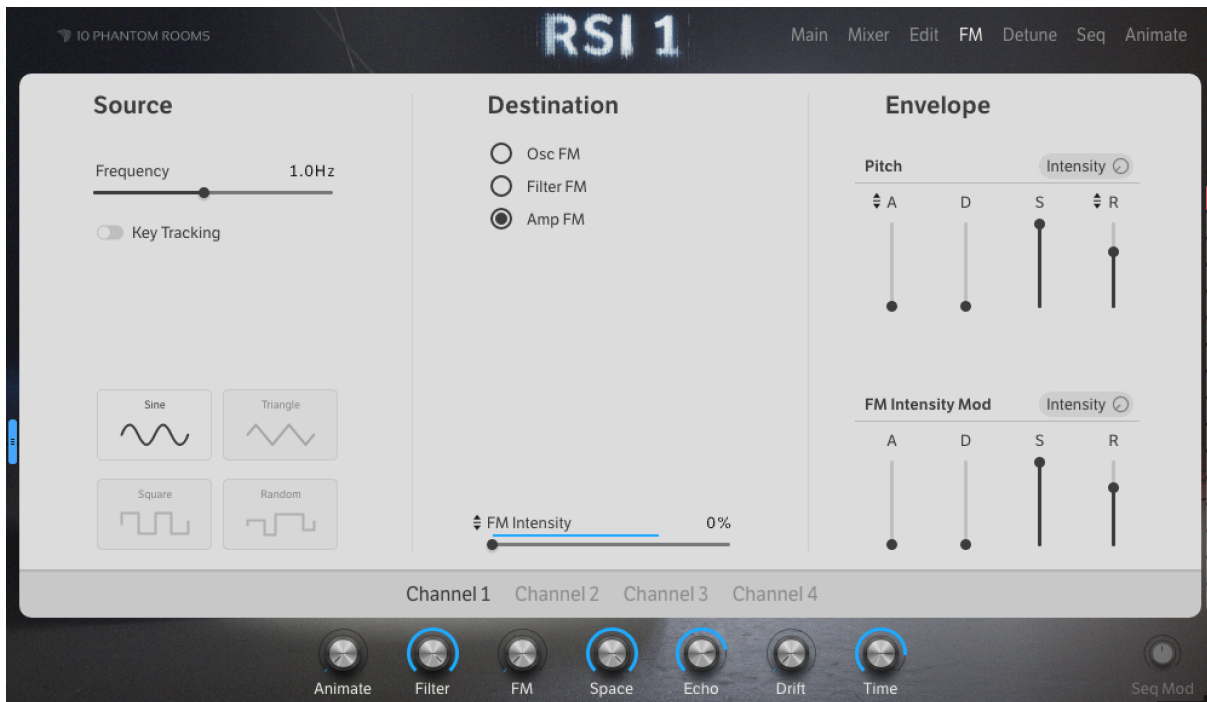 10 PHANTOM ROOMS
RSI 1
Main Mixer Edit FM Detune Seq Animate
Source
Frequency 1.0Hz
Key Tracking
Sine Triangle
Square Random
Destination
Osc FM
Filter FM
Amp FM
FM Intensity 0%
Envelope
Pitch Intensity
A D S R
FM Intensity Mod Intensity
A D S R
Channel 1 Channel 2 Channel 3 Channel 4
Animate Filter FM Space Echo Drift Time Seq Mod